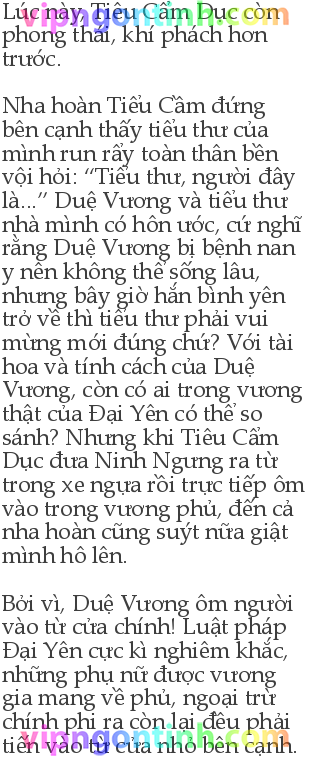 Lúc này, Tiêu Cẩm Dục còn
phong thái, khí phách hơn
trước.
Nha hoàn Tiểu Cầm đứng
bên cạnh thấy tiểu thư của
mình run rẩy toàn thân bền
vội hỏi: “Tiểu thư, người đây
là...” Duệ Vương và tiểu thư
nhà mình có hôn ước, cứ nghĩ
rằng Duệ Vương bị bệnh nan
y nên không thể sống lâu,
nhưng bây giờ hắn bình yên
trở về thì tiểu thư phải vui
mừng mới đúng chứ? Với tài
hoa và tính cách của Duệ
Vương, còn có ai trong vương
thật của Đại Yên có thể so
sánh? Nhưng khi Tiêu Cẩm
Dục đưa Ninh Ngưng ra từ
trong xe ngựa rồi trực tiếp ôm
vào trong vương phủ, đến cả
nha hoàn cũng suýt nữa giật
mình hô lên.
Bởi vì, Duệ Vương ôm người
vào từ cửa chính! Luật pháp
Đại Yên cực kì nghiêm khắc,
những phụ nữ được vương
gia mang về phủ, ngoại trừ
chính phi ra còn lại đều phải
tiến vào từ cửa nhỏ bên cạnh.
vipngontinh.com
vipngontinh.com